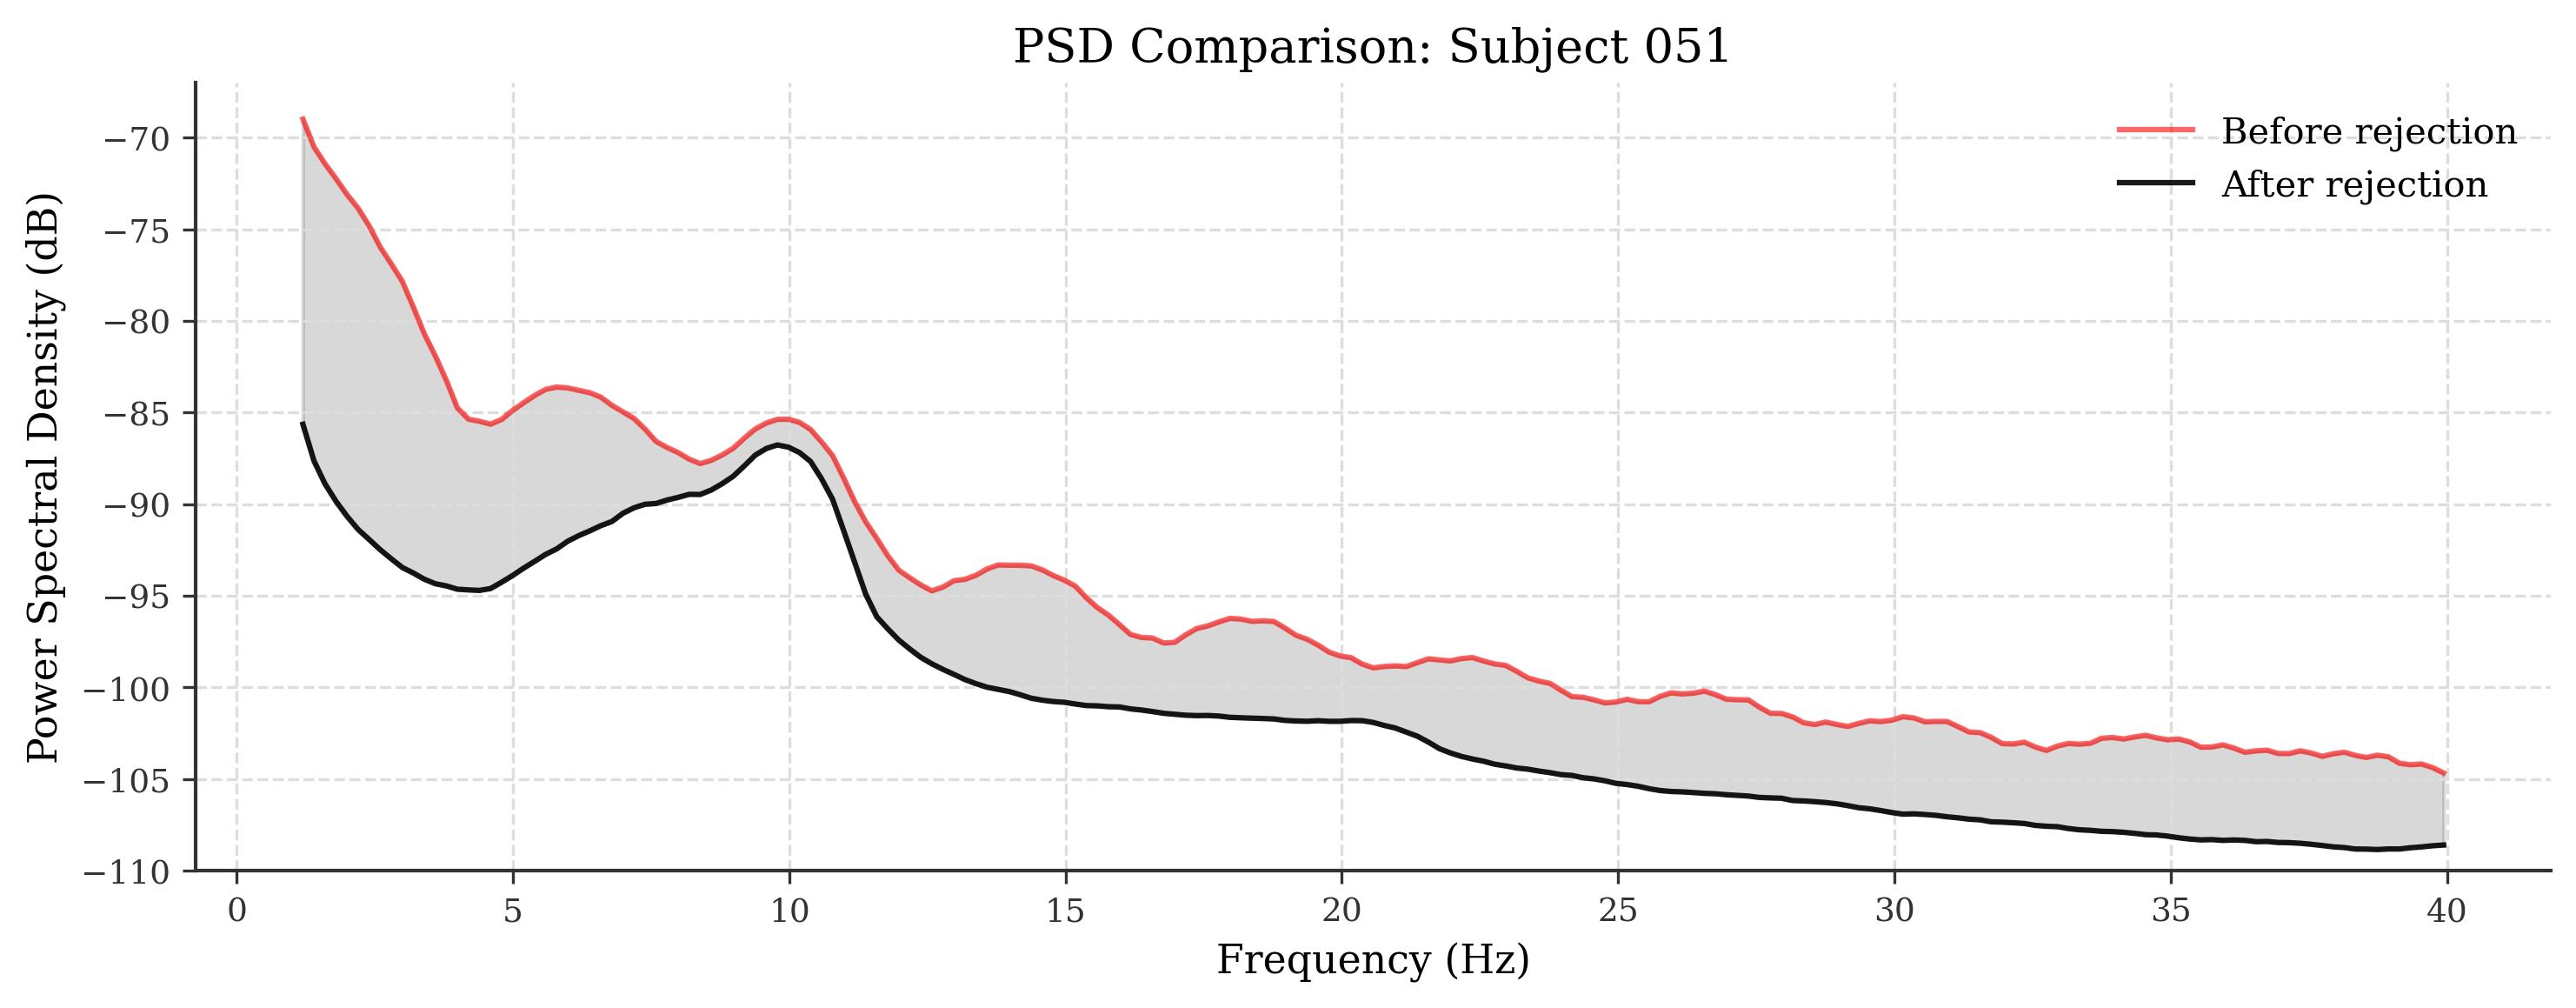 PSD Comparison: Subject 051
Power Spectral Density (dB)
−70
−75
−80
−85
−90
−95
−100
−105
−110
Before rejection
After rejection
0 5 10 15 20 25 30 35 40
Frequency (Hz)